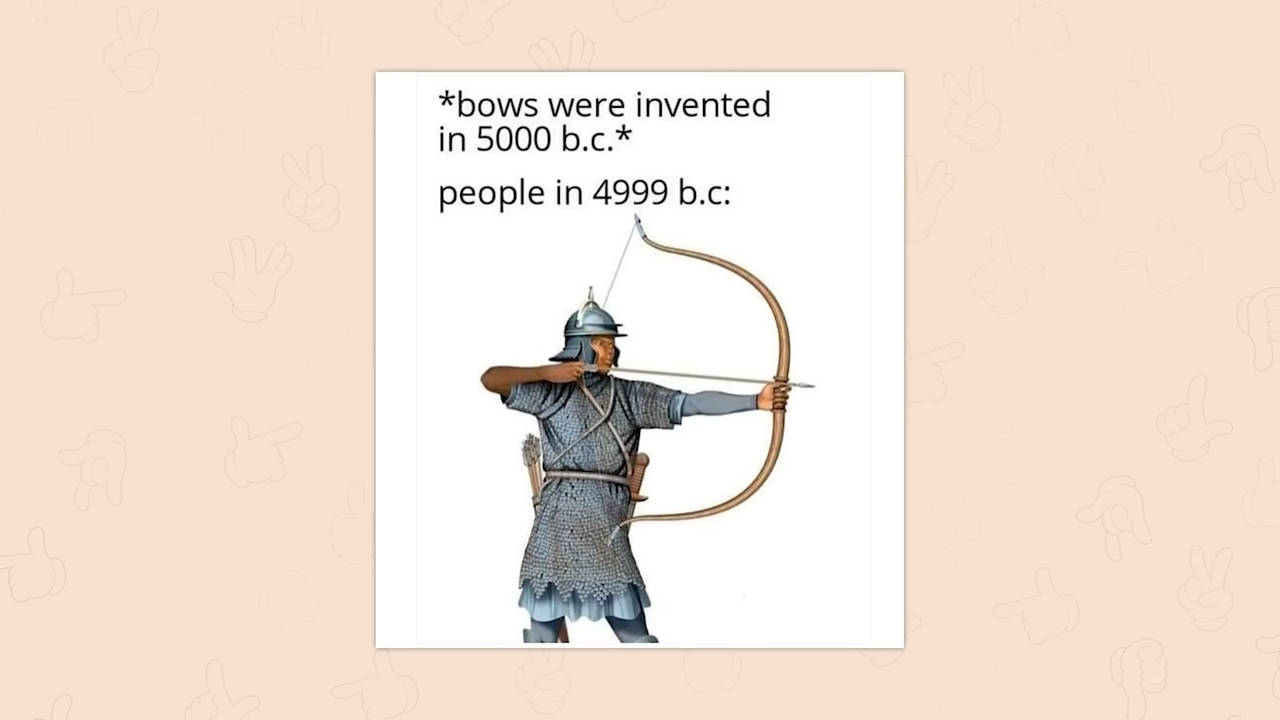 *bows were invented
in 5000 b.c.*
people in 4999 b.c: